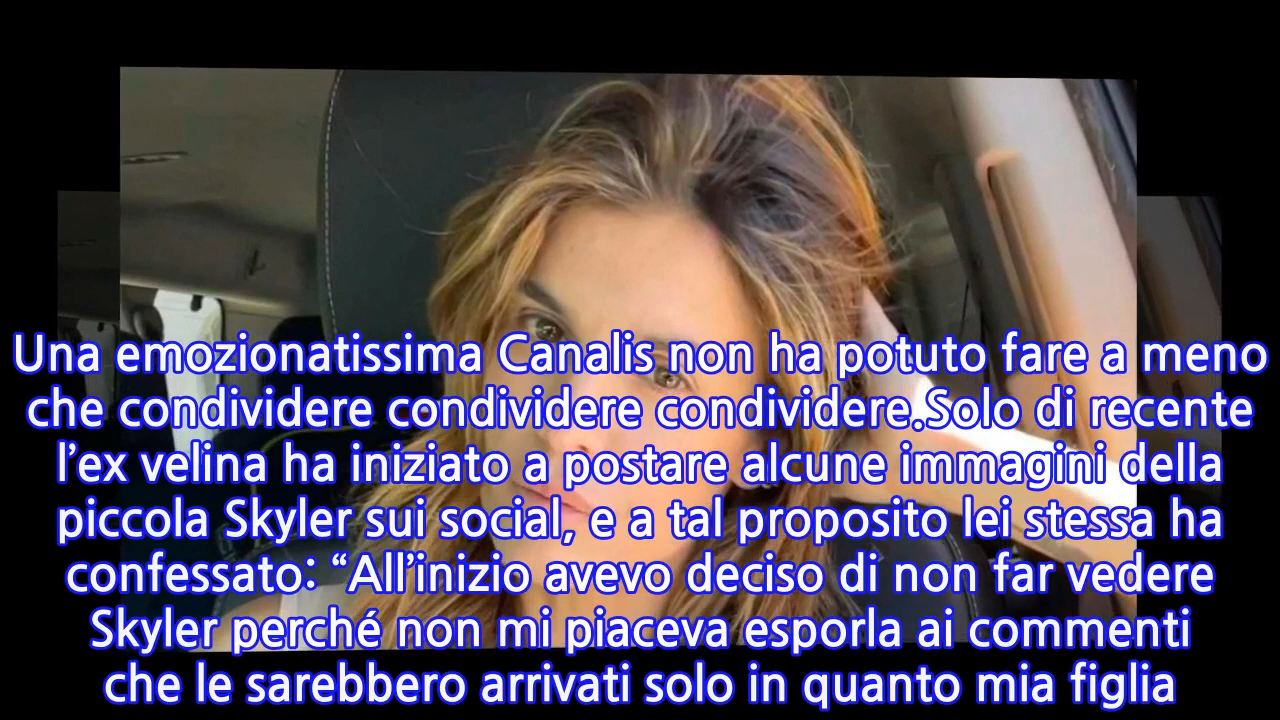 Una emozionatissima Canalis non ha potuto fare a meno
che condividere condividere condividere.Solo di recente
l’ex velina ha iniziato a postare alcune immagini della
piccola Skyler sui social, e a tal proposito lei stessa ha
confessato: “All’inizio avevo deciso di non far vedere
Skyler perché non mi piaceva esporla ai commenti
che le sarebbero arrivati solo in quanto mia figlia